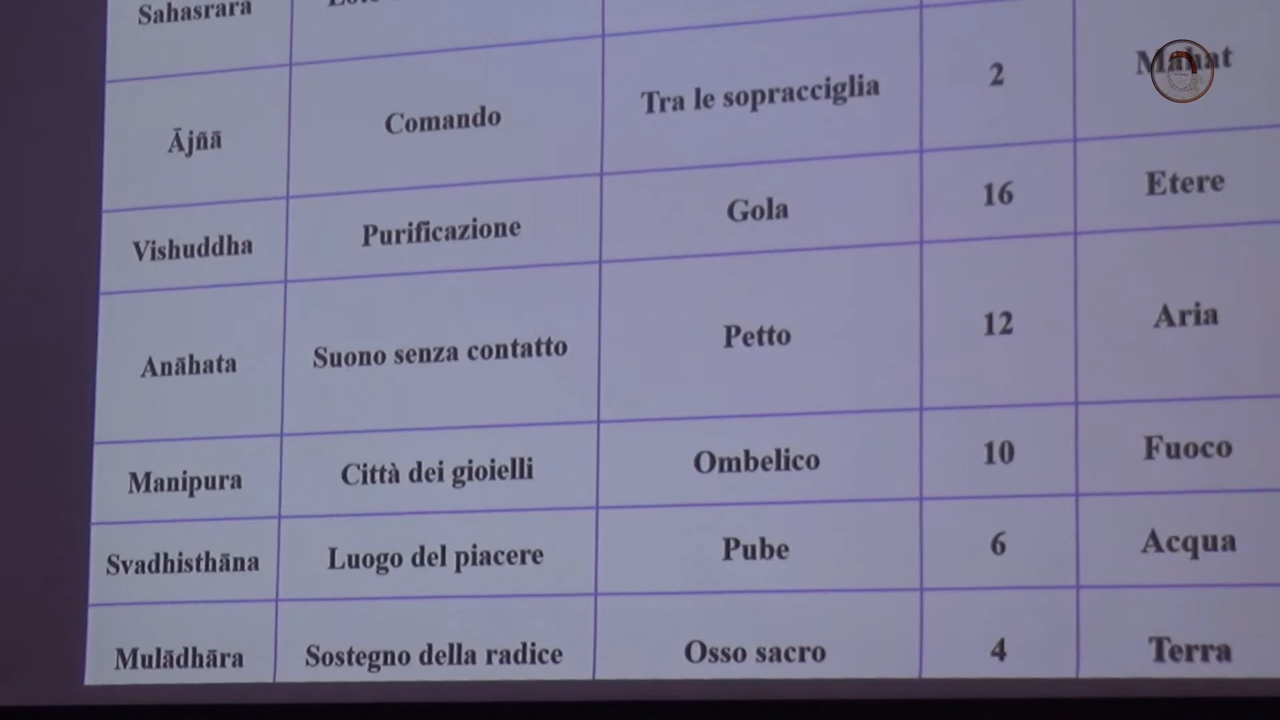 Sahasrara
Ājñā Comando Tra le sopracciglia 2 Mahat
Vishuddha Purificazione Gola 16 Etere
Anāhata Suono senza contatto Petto 12 Aria
Manipura Città dei gioielli Ombelico 10 Fuoco
Svadhisthāna Luogo del piacere Pube 6 Acqua
Mulādhāra Sostegno della radice Osso sacro 4 Terra